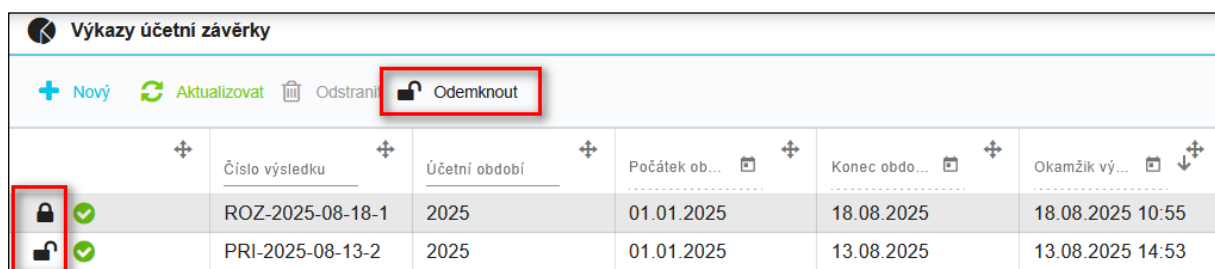 Výkazy účetní závěrky
Nový Aktualizovat Odstranit Odemknout
Číslo výsledku Účetní období Počátek ob... Konec obdo... Okamžik vý...
ROZ-2025-08-18-1 2025 01.01.2025 18.08.2025 18.08.2025 10:55
PRI-2025-08-13-2 2025 01.01.2025 13.08.2025 13.08.2025 14:53